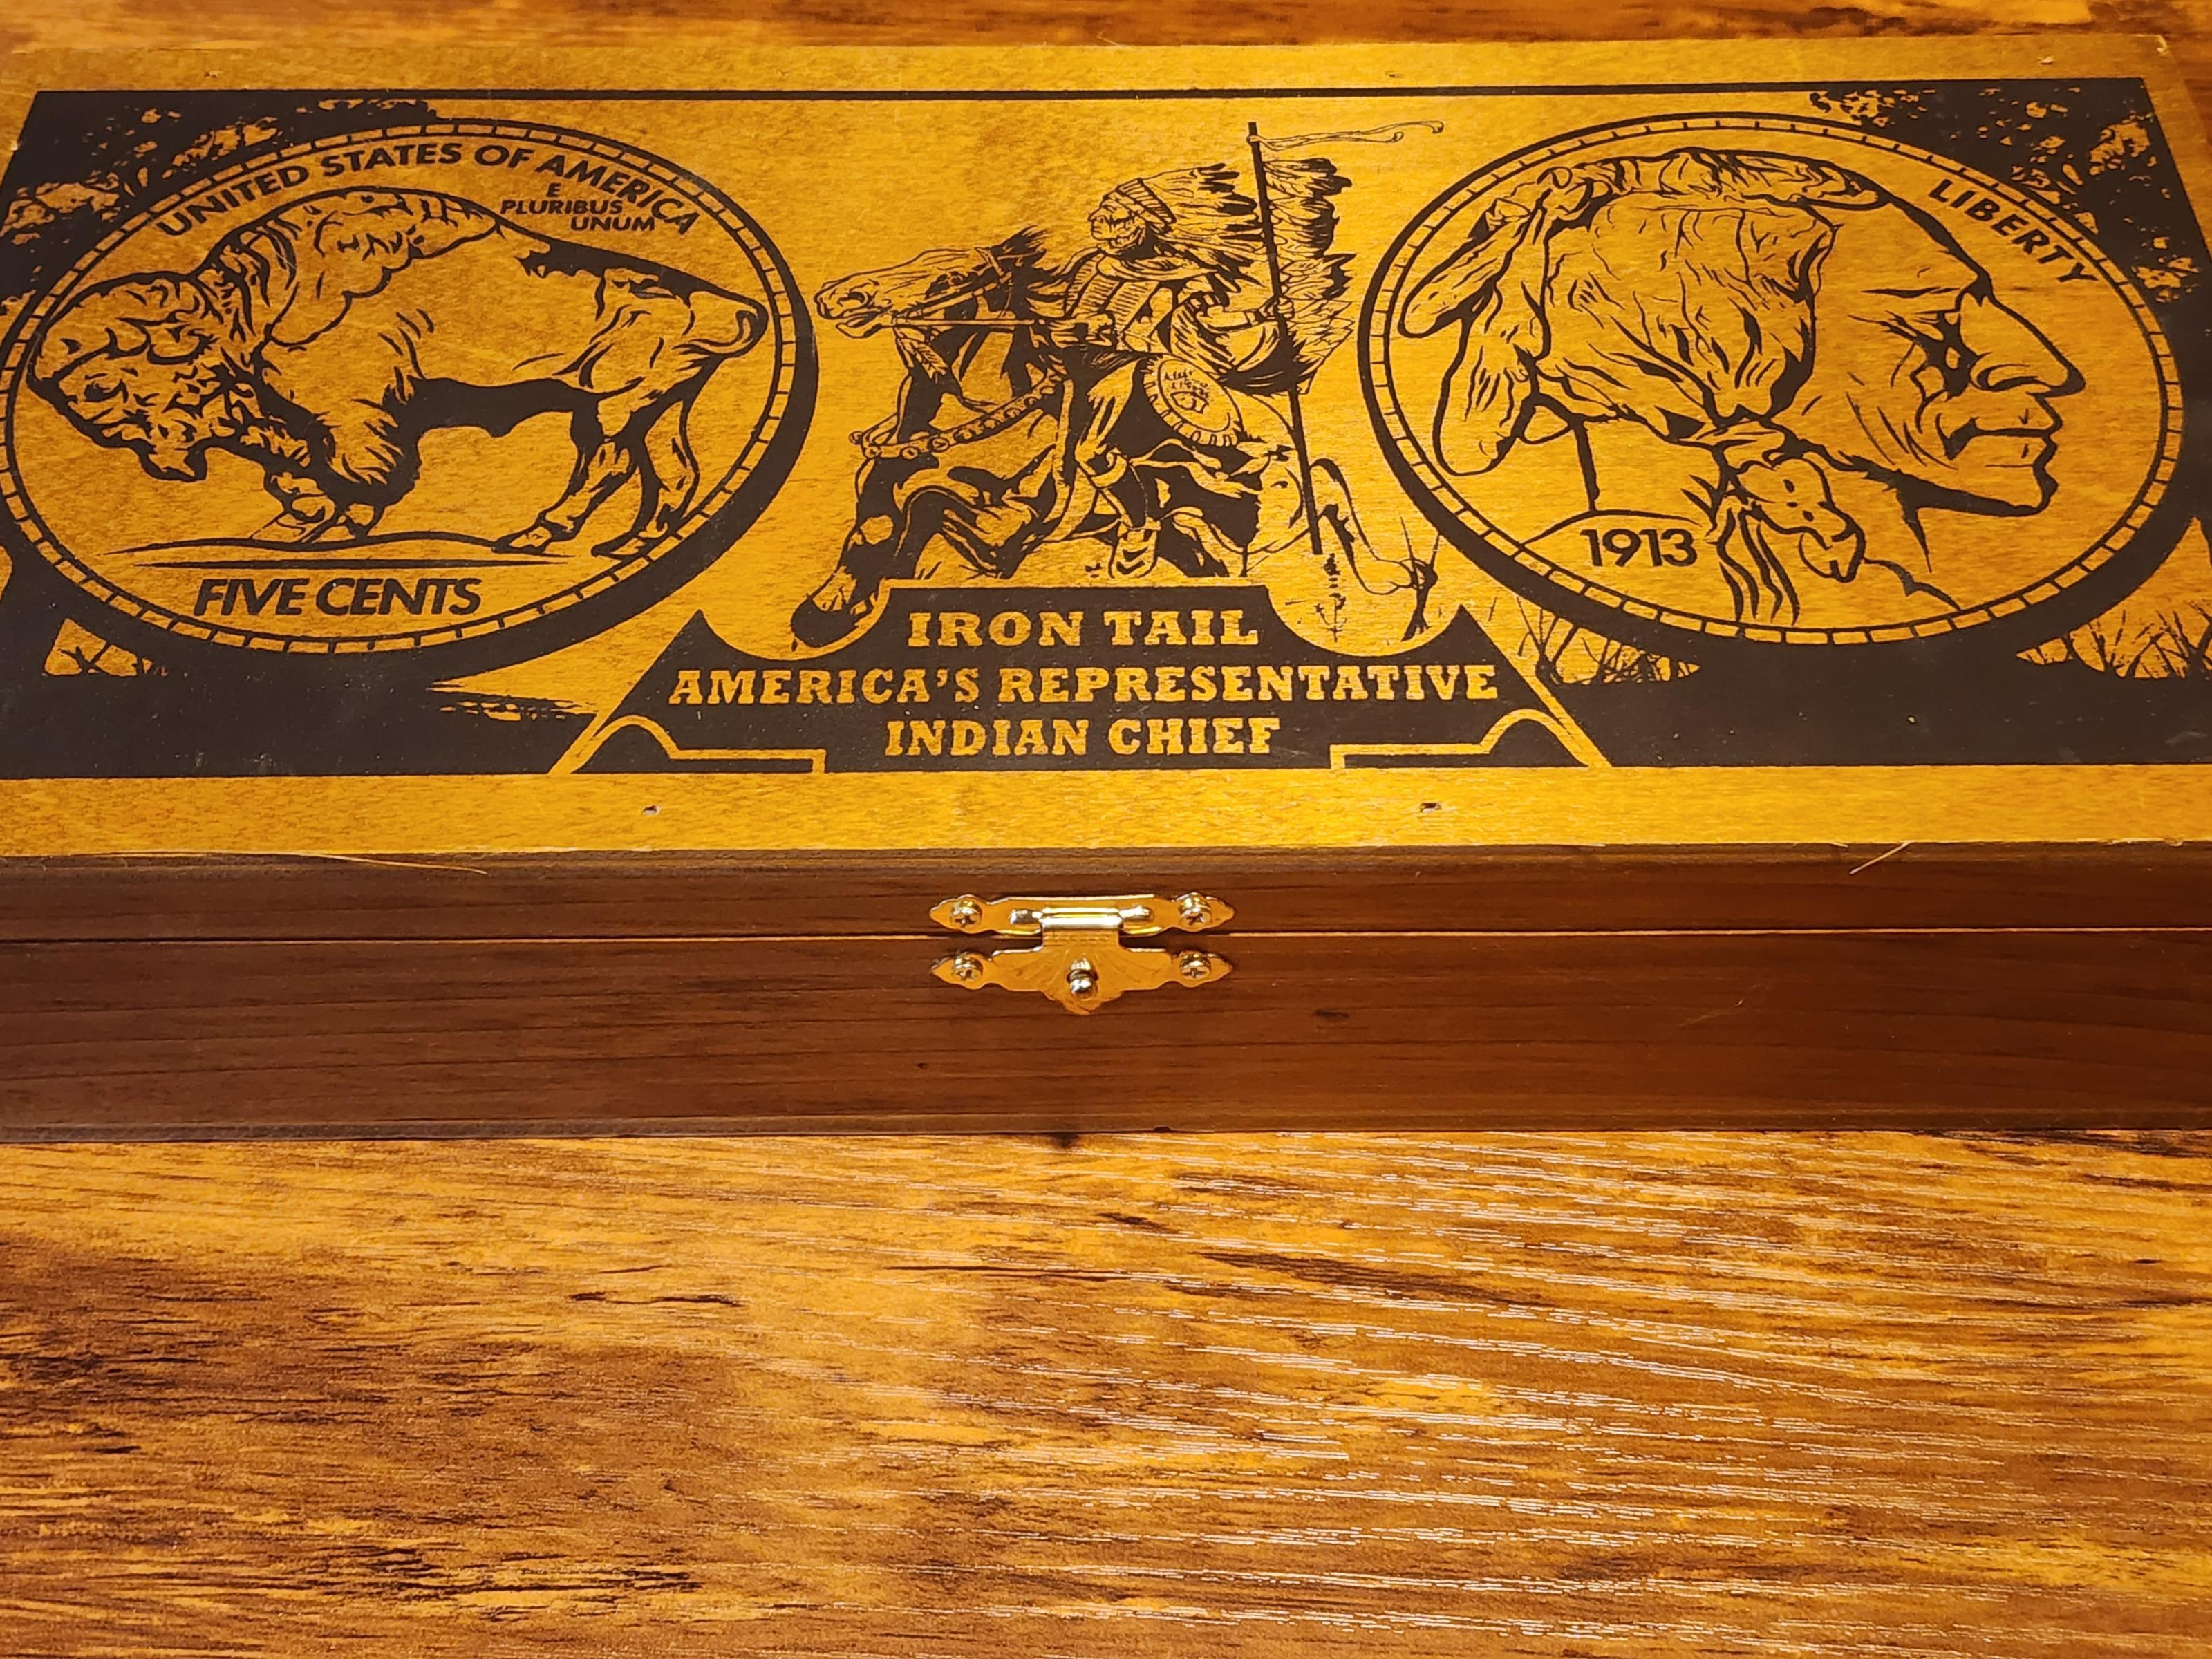 UNITED STATES OF AMERICA
E
PLURIBUS
UNUM
FIVE CENTS
LIBERTY
1913
IRON TAIL
AMERICA'S REPRESENTATIVE
INDIAN CHIEF